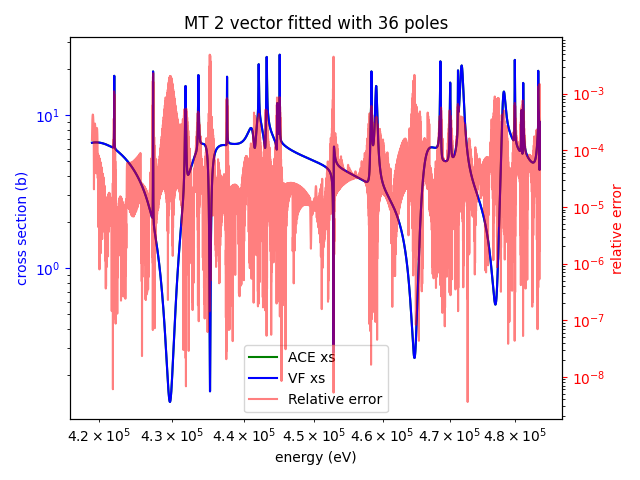 MT 2 vector fitted with 36 poles
cross section (b)
10¹
10⁰
10⁻³
10⁻⁴
10⁻⁵
10⁻⁶
10⁻⁷
10⁻⁸
relative error
ACE xs
VF xs
Relative error
4.2 × 10⁵ 4.3 × 10⁵ 4.4 × 10⁵ 4.5 × 10⁵ 4.6 × 10⁵ 4.7 × 10⁵ 4.8 × 10⁵
energy (eV)